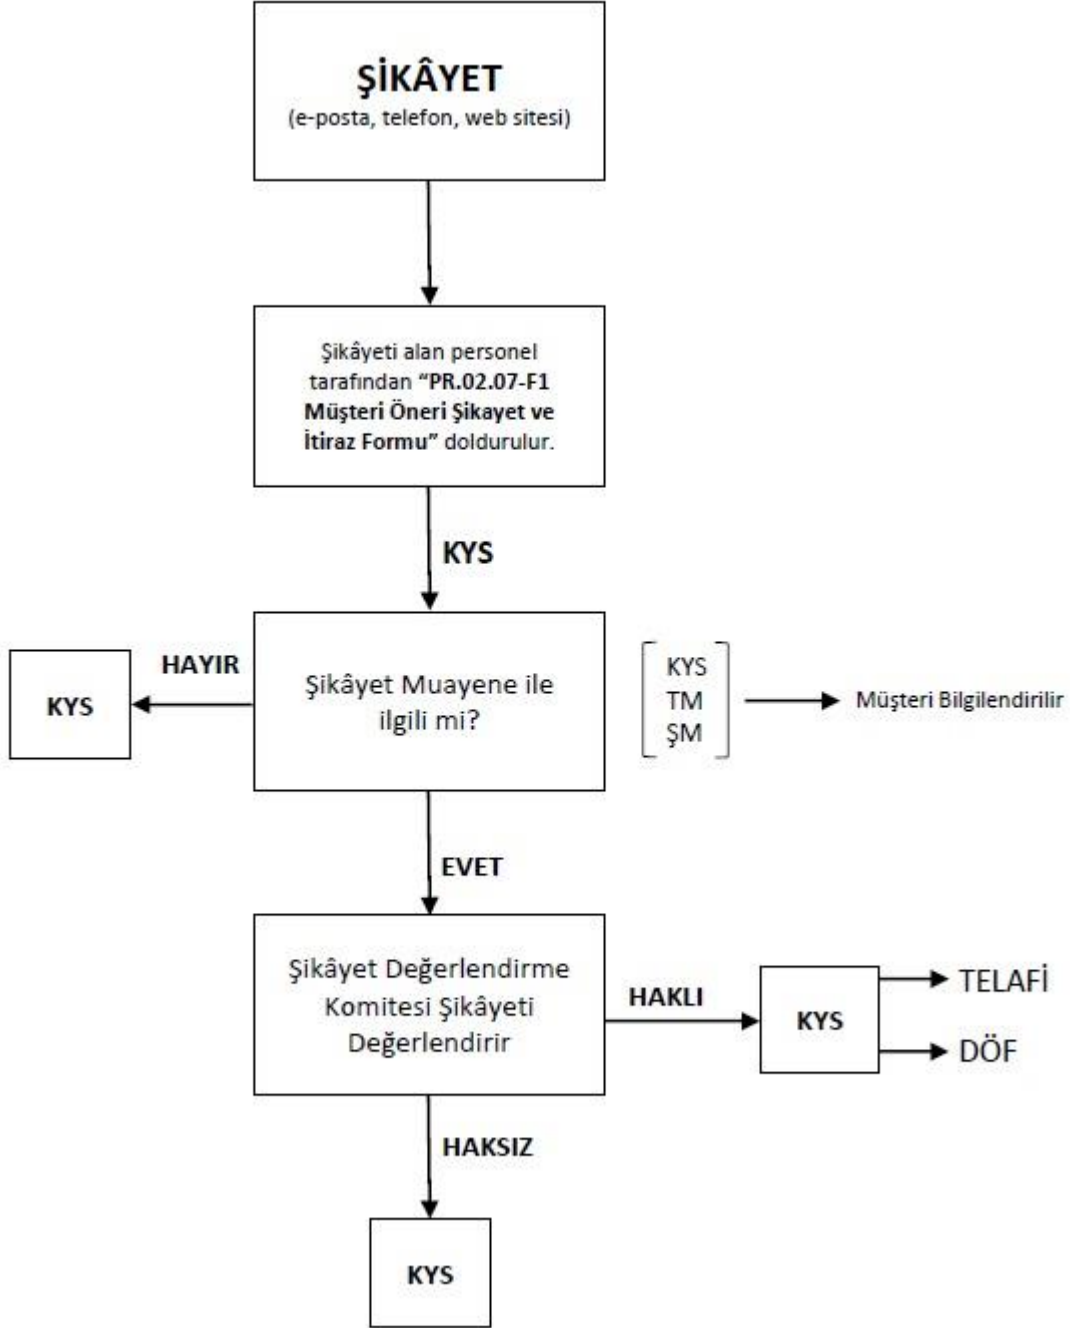 ŞİKÂYET
(e-posta, telefon, web sitesi)
Şikâyeti alan personel
tarafından “PR.02.07-F1
Müşteri Öneri Şikayet ve
İtiraz Formu” doldurulur.
KYS
HAYIR
KYS
Şikâyet Muayene ile
ilgili mi?
KYS
TM
ŞM
Müşteri Bilgilendirilir
EVET
Şikâyet Değerlendirme
Komitesi Şikâyeti
Değerlendirir
HAKLI
KYS
TELAFİ
DÖF
HAKSIZ
KYS